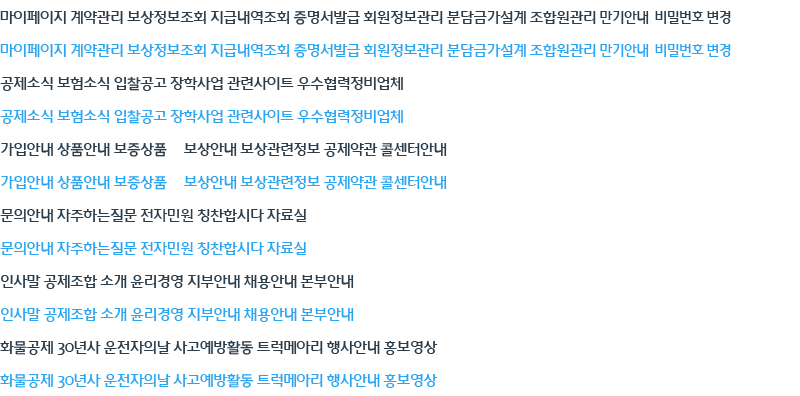 마이페이지 계약관리 보상정보조회 지급내역조회 증명서발급 회원정보관리 분담금가설계 조합원관리 만기안내 비밀번호 변경
마이페이지 계약관리 보상정보조회 지급내역조회 증명서발급 회원정보관리 분담금가설계 조합원관리 만기안내 비밀번호 변경
공제소식 보험소식 입찰공고 장학사업 관련사이트 우수협력정비업체
공제소식 보험소식 입찰공고 장학사업 관련사이트 우수협력정비업체
가입안내 상품안내 보증상품 보상안내 보상관련정보 공제약관 콜센터안내
가입안내 상품안내 보증상품 보상안내 보상관련정보 공제약관 콜센터안내
문의안내 자주하는질문 전자민원 칭찬합시다 자료실
문의안내 자주하는질문 전자민원 칭찬합시다 자료실
인사말 공제조합 소개 윤리경영 지부안내 채용안내 본부안내
인사말 공제조합 소개 윤리경영 지부안내 채용안내 본부안내
화물공제 30년사 운전자의날 사고예방활동 트럭메아리 행사안내 홍보영상
화물공제 30년사 운전자의날 사고예방활동 트럭메아리 행사안내 홍보영상